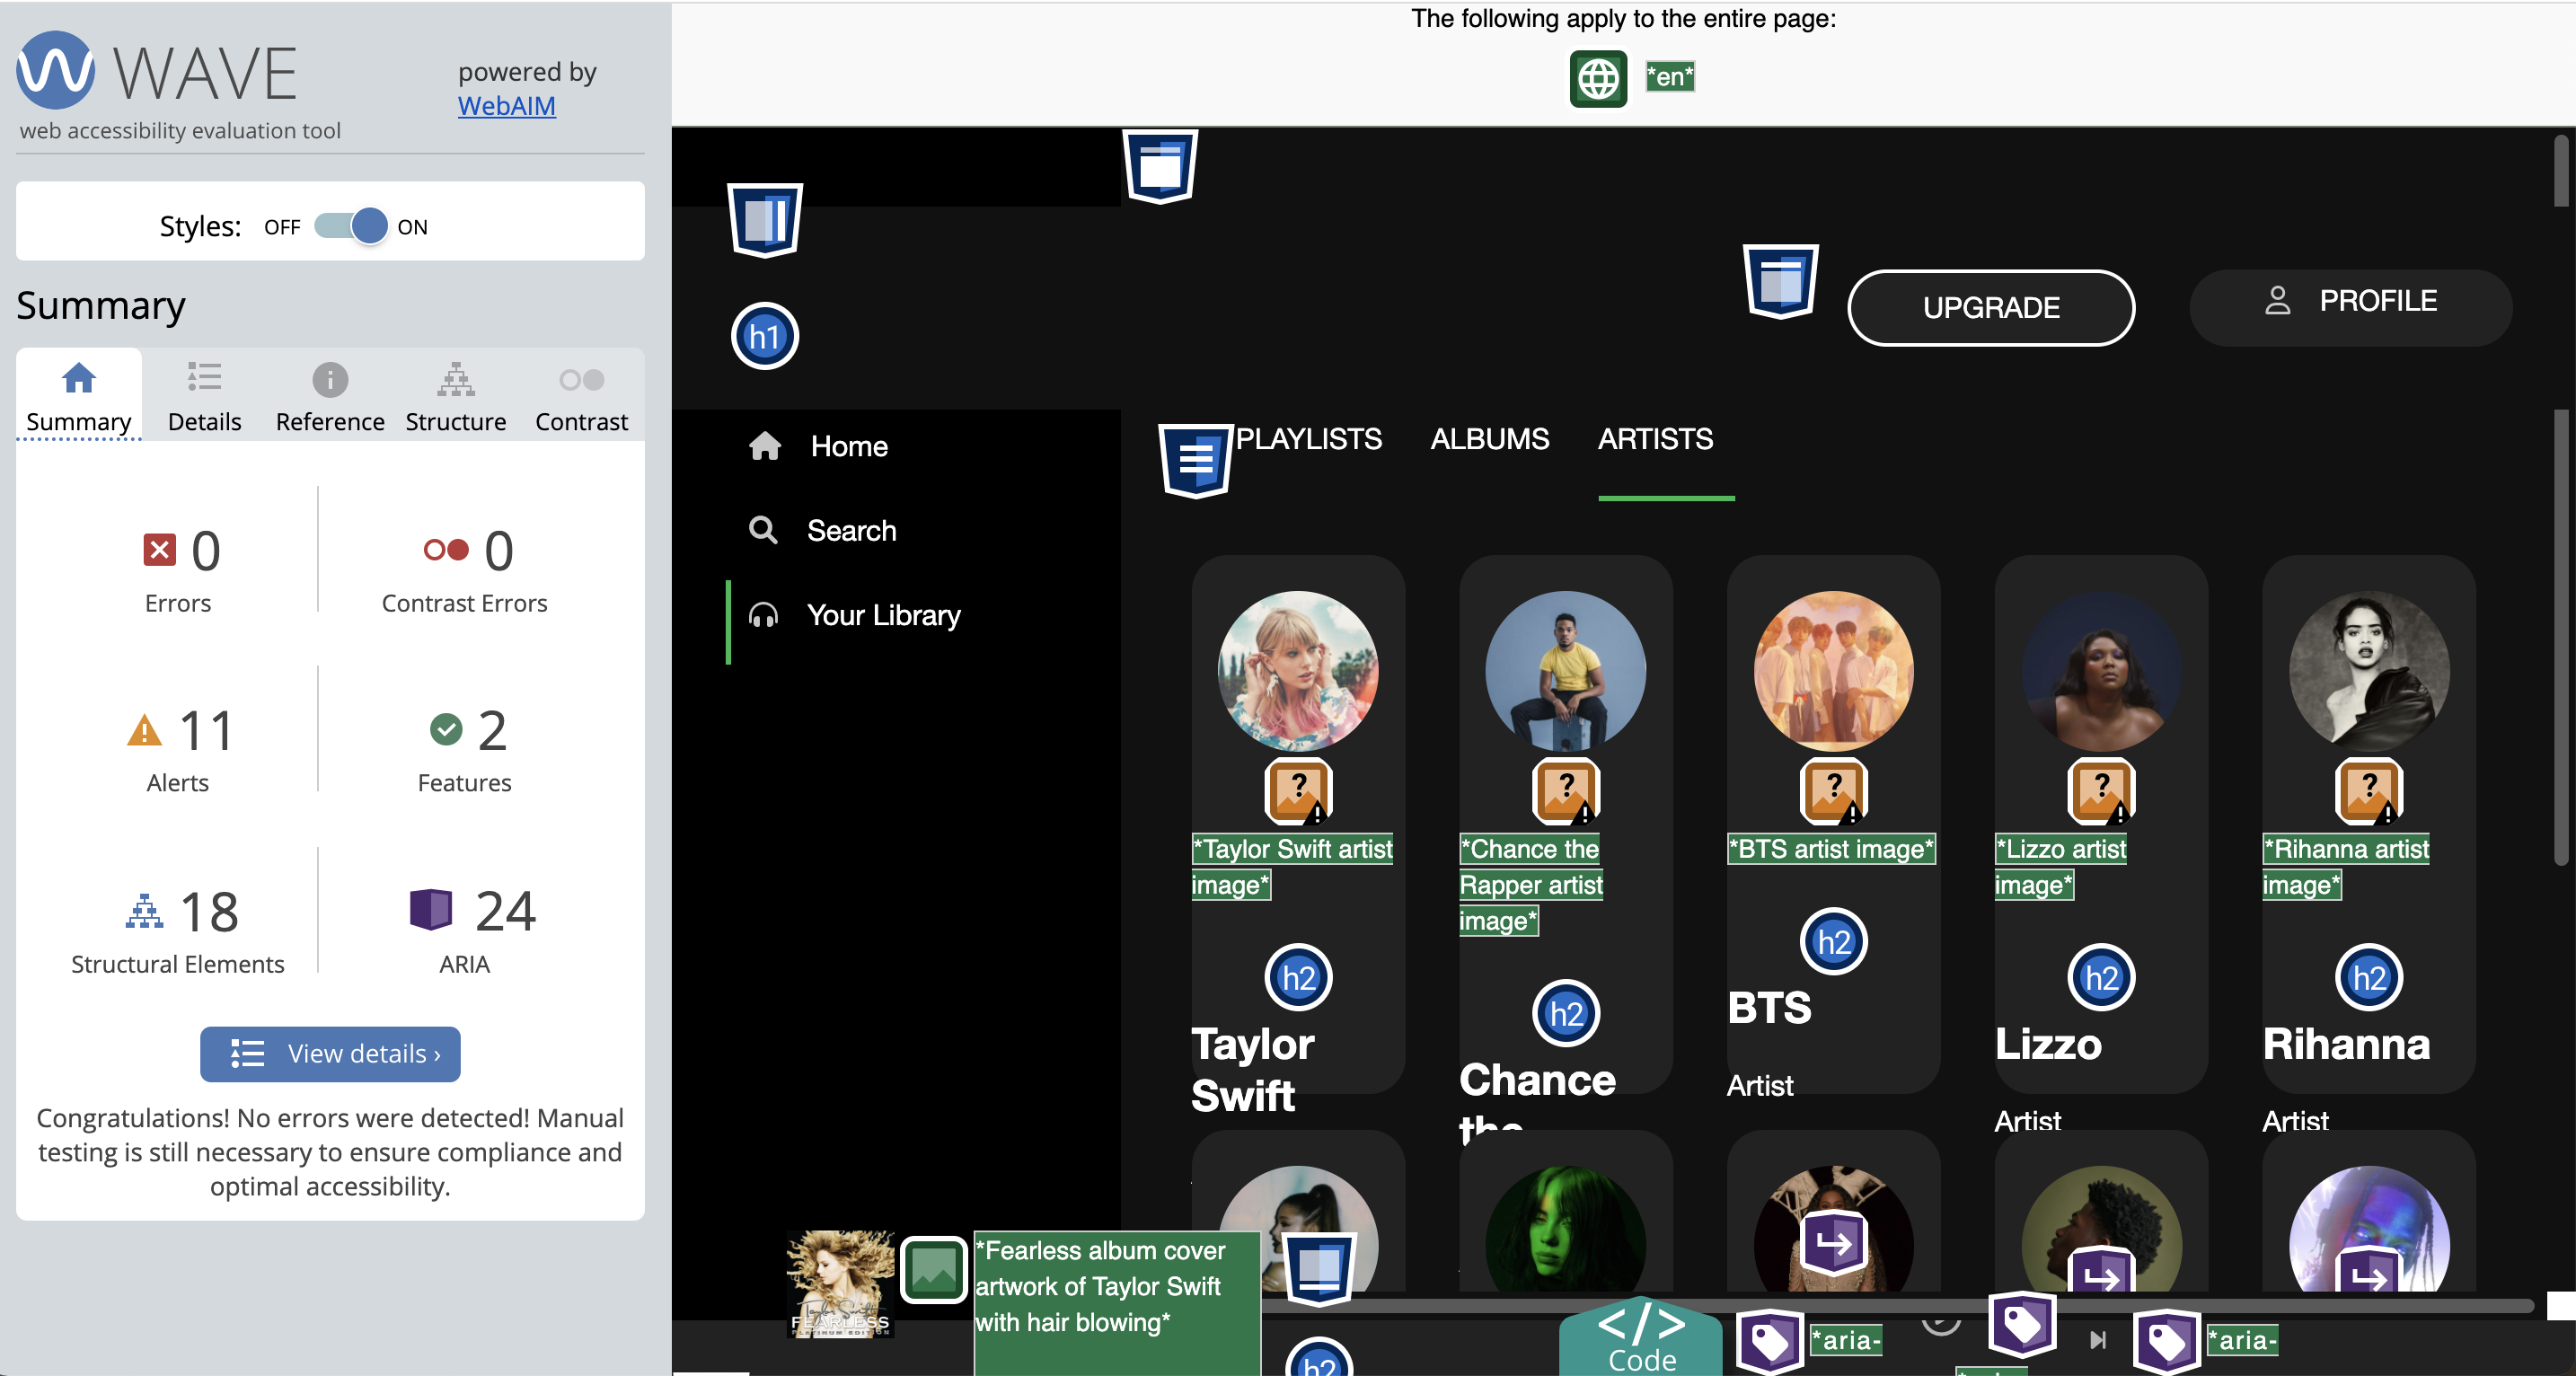 WAVE
powered by
WebAIM
web accessibility evaluation tool
Styles: OFF ON
Summary
Summary Details Reference Structure Contrast
0 Errors
0 Contrast Errors
11 Alerts
2 Features
18 Structural Elements
24 ARIA
View details ›
Congratulations! No errors were detected! Manual
testing is still necessary to ensure compliance and
optimal accessibility.
The following apply to the entire page:
*en*
UPGRADE
PROFILE
h1
Home
Search
Your Library
PLAYLISTS ALBUMS ARTISTS
*Taylor Swift artist
image*
h2
Taylor
Swift
*Chance the
Rapper artist
image*
h2
Chance
the
*BTS artist image*
h2
BTS
Artist
*Lizzo artist
image*
h2
Lizzo
Artist
*Rihanna artist
image*
h2
Rihanna
Artist
Taylor Swift
FEARLESS
PLATINUM EDITION
*Fearless album cover
artwork of Taylor Swift
with hair blowing*
h2
</>
Code
*aria-
*aria-